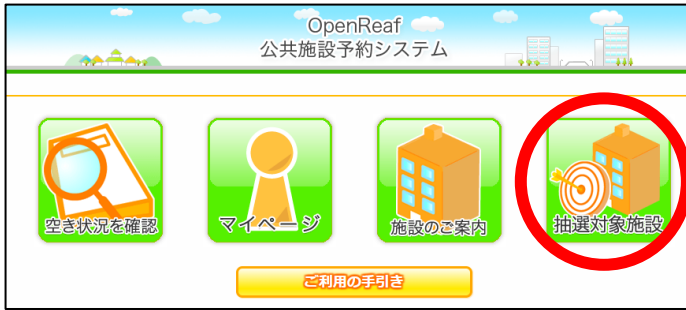 OpenReaf
公共施設予約システム
空き状況を確認
マイページ
施設のご案内
抽選対象施設
ご利用の手引き